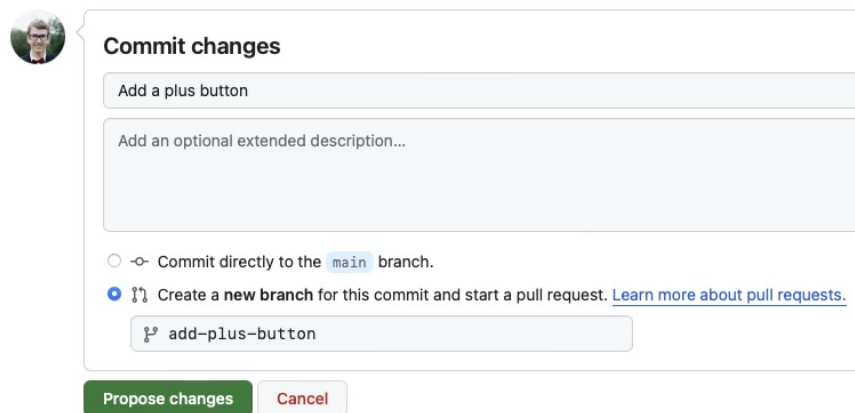 Commit changes
Add a plus button
Add an optional extended description...
Commit directly to the main branch.
Create a new branch for this commit and start a pull request. Learn more about pull requests.
add-plus-button
Propose changes Cancel